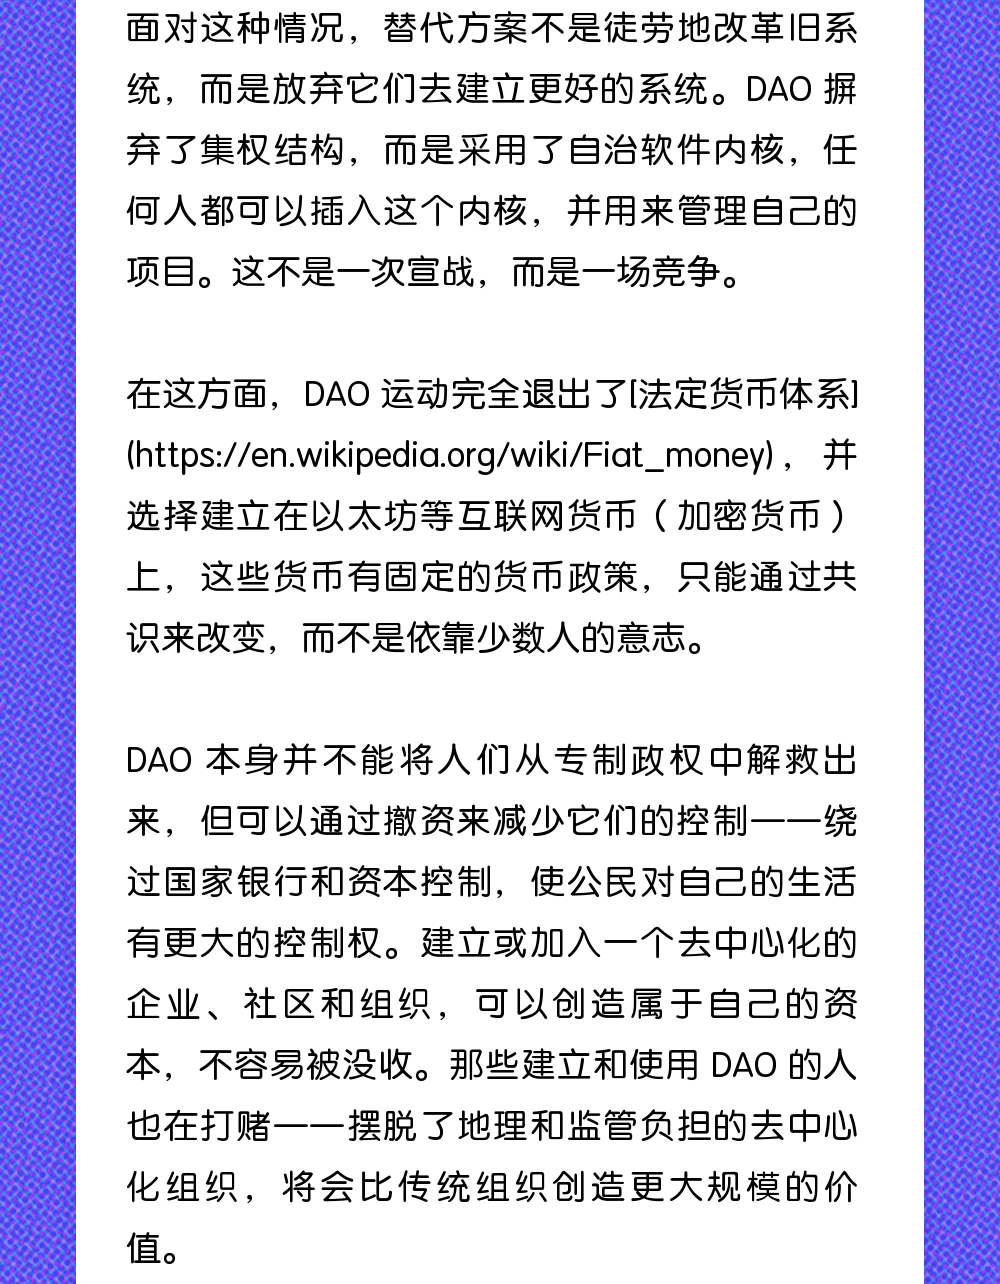 面对这种情况，替代方案不是徒劳地改革旧系
统，而是放弃它们去建立更好的系统。DAO 摒
弃了集权结构，而是采用了自治软件内核，任
何人都可以插入这个内核，并用来管理自己的
项目。这不是一次宣战，而是一场竞争。
在这方面，DAO 运动完全退出了[法定货币体系]
(https://en.wikipedia.org/wiki/Fiat_money)，并
选择建立在以太坊等互联网货币（加密货币）
上，这些货币有固定的货币政策，只能通过共
识来改变，而不是依靠少数人的意志。
DAO 本身并不能将人们从专制政权中解救出
来，但可以通过撤资来减少它们的控制——绕
过国家银行和资本控制，使公民对自己的生活
有更大的控制权。建立或加入一个去中心化的
企业、社区和组织，可以创造属于自己的资
本，不容易被没收。那些建立和使用 DAO 的人
也在打赌——摆脱了地理和监管负担的去中心
化组织，将会比传统组织创造更大规模的价
值。